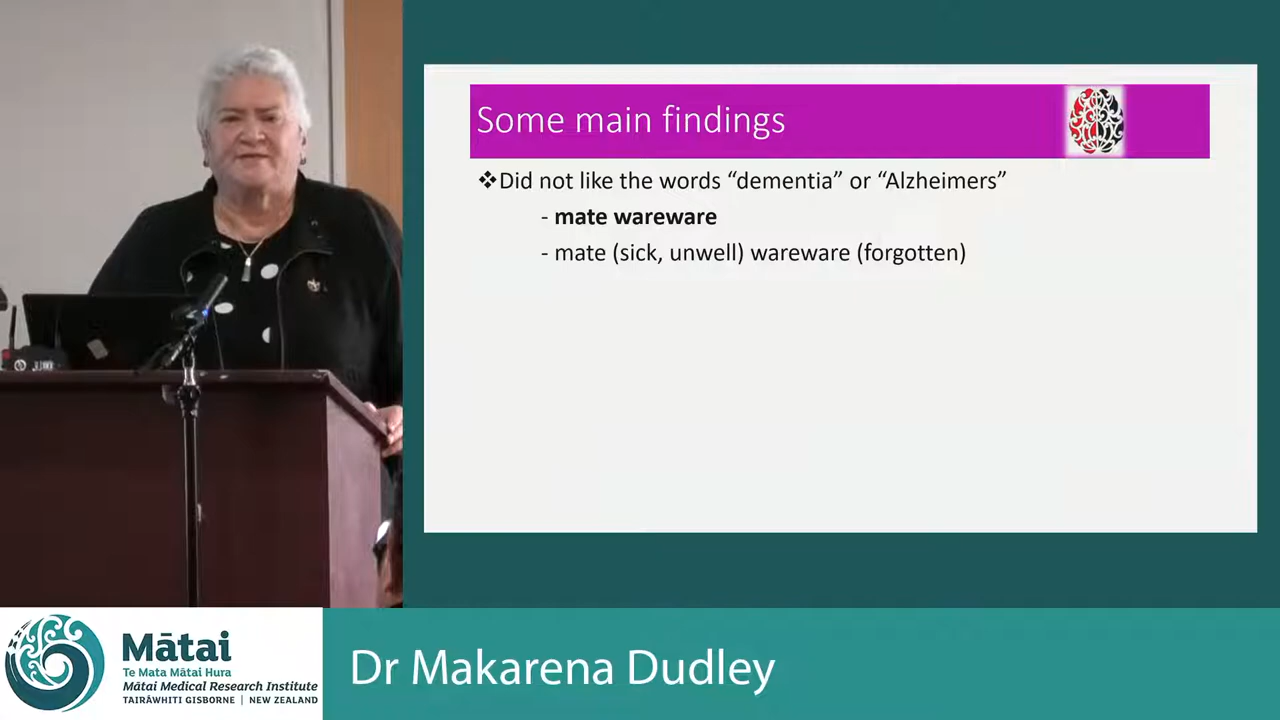 Some main findings
❖Did not like the words “dementia” or “Alzheimers”
- mate wareware
- mate (sick, unwell) wareware (forgotten)
Mātai
Te Mata Mātai Hura
Mātai Medical Research Institute
TAIRĀWHITI GISBORNE | NEW ZEALAND
Dr Makarena Dudley